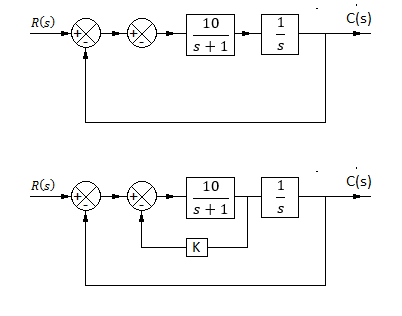 10 1 C(s)
R(s) + - + - s + 1 s
10 1 C(s)
R(s) + - + - s + 1 s
K